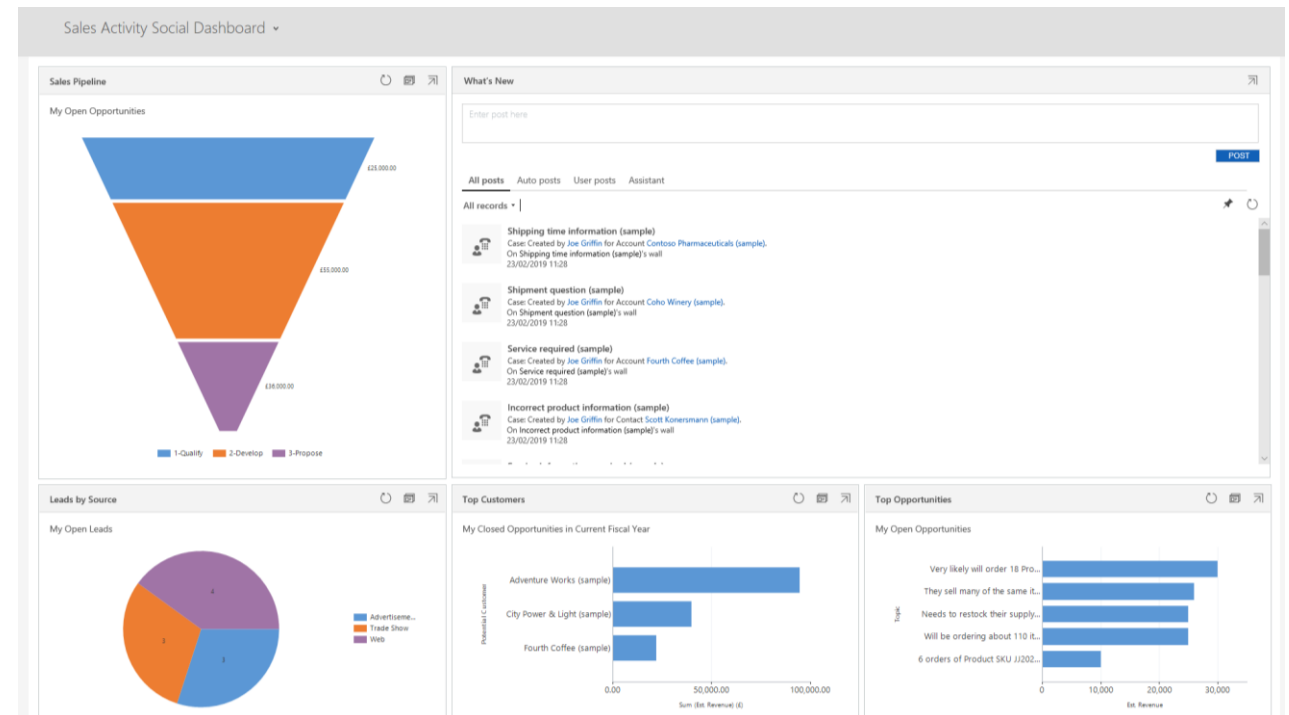 Sales Activity Social Dashboard
Sales Pipeline
My Open Opportunities
£25,000.00
£55,000.00
£36,000.00
1-Qualify 2-Develop 3-Propose
What's New
Enter post here
POST
All posts Auto posts User posts Assistant
All records
Shipping time information (sample)
Case: Created by Joe Griffin for Account Contoso Pharmaceuticals (sample).
On Shipping time information (sample)'s wall
23/02/2019 11:28
Shipment question (sample)
Case: Created by Joe Griffin for Account Coho Winery (sample).
On Shipment question (sample)'s wall
23/02/2019 11:28
Service required (sample)
Case: Created by Joe Griffin for Account Fourth Coffee (sample).
On Service required (sample)'s wall
23/02/2019 11:28
Incorrect product information (sample)
Case: Created by Joe Griffin for Contact Scott Konersmann (sample).
On Incorrect product information (sample)'s wall
23/02/2019 11:28
Leads by Source
My Open Leads
4
3
3
Advertiseme...
Trade Show
Web
Top Customers
My Closed Opportunities in Current Fiscal Year
Potential Customer
Adventure Works (sample)
City Power & Light (sample)
Fourth Coffee (sample)
0.00 50,000.00 100,000.00
Sum (Est. Revenue) (£)
Top Opportunities
My Open Opportunities
Topic
Very likely will order 18 Pro...
They sell many of the same it...
Needs to restock their supply...
Will be ordering about 110 it...
6 orders of Product SKU JJ202...
0 10,000 20,000 30,000
Est. Revenue